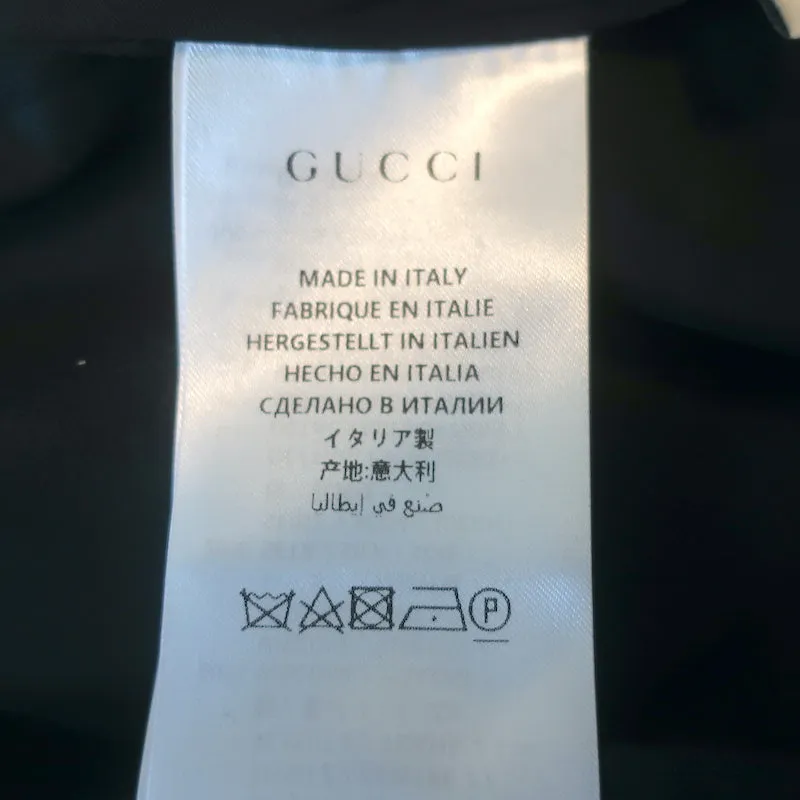 GUCCI
MADE IN ITALY
FABRIQUE EN ITALIE
HERGESTELLT IN ITALIEN
HECHO EN ITALIA
СДЕЛАНО В ИТАЛИИ
イタリア製
产地:意大利
صنع في إيطاليا
P